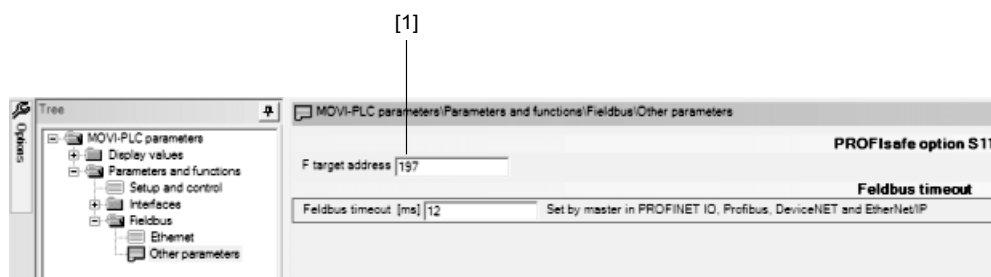 [1]
Options
Tree
MOVI-PLC parameters
Display values
Parameters and functions
Setup and control
Interfaces
Fieldbus
Ethernet
Other parameters
MOVI-PLC parameters\Parameters and functions\Fieldbus\Other parameters
PROFIsafe option S11
F target address 197
Feldbus timeout
Feldbus timeout [ms] 12 Set by master in PROFINET IO, Profibus, DeviceNET and EtherNet/IP